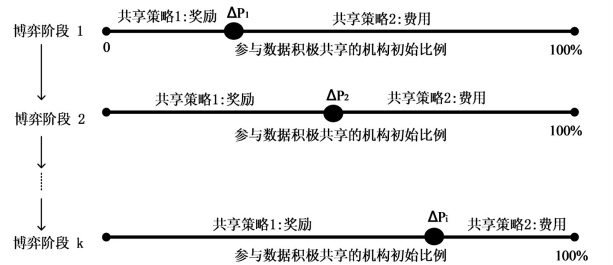 共享策略1:奖励 ΔP1 共享策略2:费用
博弈阶段 1
0 参与数据积极共享的机构初始比例 100%
共享策略1:奖励 ΔP2 共享策略2:费用
博弈阶段 2
参与数据积极共享的机构初始比例 100%
共享策略1:奖励 ΔPi 共享策略2:费用
博弈阶段 k
参与数据积极共享的机构初始比例 100%